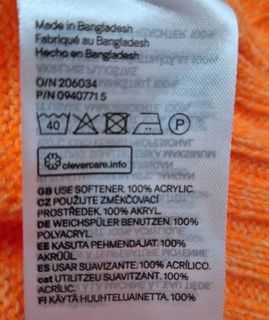 Made in Bangladesh
Fabriqué au Bangladesh
Hecho en Bangladesh
O/N 206034
P/N 09407715
40 P
clevercare.info
GB USE SOFTENER. 100% ACRYLIC.
CZ POUŽIJTE ZMĚKČOVACÍ
PROSTŘEDEK. 100% AKRYL.
DE WEICHSPÜLER BENUTZEN. 100%
POLYACRYL.
EE KASUTA PEHMENDAJAT. 100%
AKRÜÜL.
ES USAR SUAVIZANTE. 100% ACRÍLICO.
cat UTILITZEU SUAVITZANT. 100%
ACRÍLIC.
FI KÄYTÄ HUUHTELUAINETTA. 100%